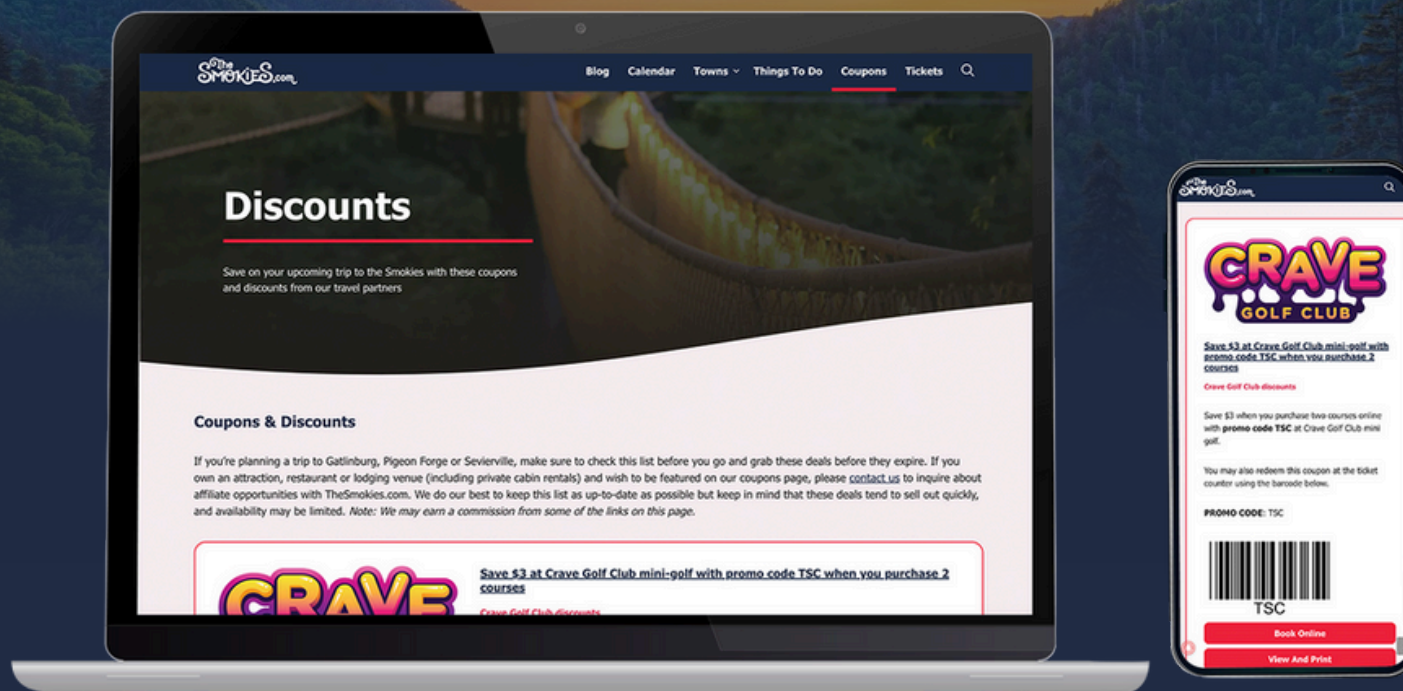 The
SMOKIES.com
Blog Calendar Towns Things To Do Coupons Tickets
Discounts
Save on your upcoming trip to the Smokies with these coupons
and discounts from our travel partners
Coupons & Discounts
If you're planning a trip to Gatlinburg, Pigeon Forge or Sevierville, make sure to check this list before you go and grab these deals before they expire. If you
own an attraction, restaurant or lodging venue (including private cabin rentals) and wish to be featured on our coupons page, please contact us to inquire about
affiliate opportunities with TheSmokies.com. We do our best to keep this list as up-to-date as possible but keep in mind that these deals tend to sell out quickly,
and availability may be limited. Note: We may earn a commission from some of the links on this page.
CRAVE
Save $3 at Crave Golf Club mini-golf with promo code TSC when you purchase 2
courses
Crave Golf Club discounts
The
SMOKIES.com
CRAVE
GOLF CLUB
Save $3 at Crave Golf Club mini-golf with
promo code TSC when you purchase 2
courses
Crave Golf Club discounts
Save $3 when you purchase two courses online
with promo code TSC at Crave Golf Club mini
golf.
You may also redeem this coupon at the ticket
counter using the barcode below.
PROMO CODE: TSC
TSC
Book Online
View And Print